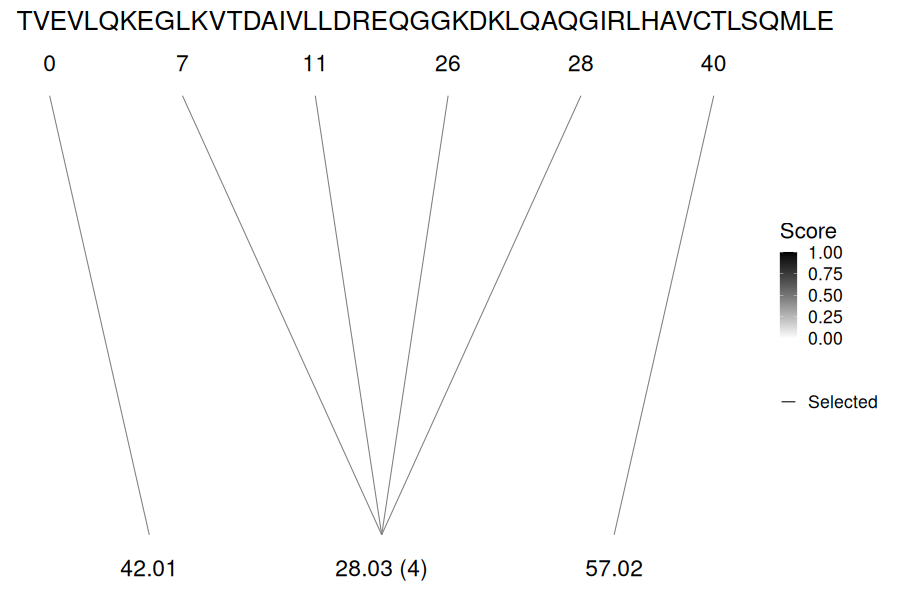 TVEVLQKEGLKVTDAIVLLDREQGGKDKLQAQGIRLHAVCTLSQMLE
0 7 11 26 28 40
Score
1.00
0.75
0.50
0.25
0.00
Selected
42.01 28.03 (4) 57.02